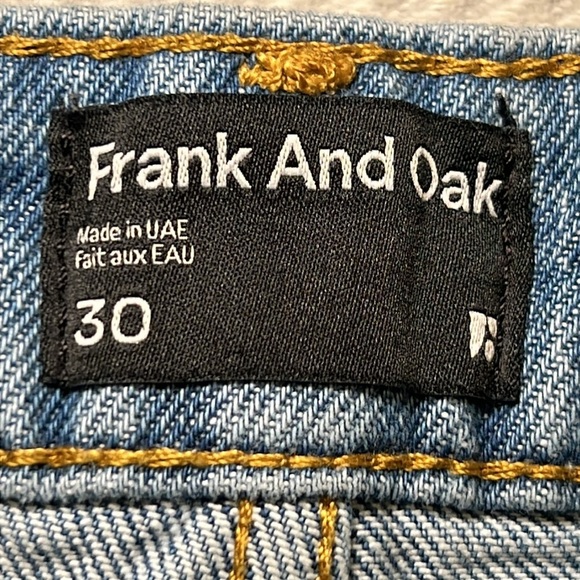 Frank And Oak
Made in UAE
Fait aux EAU
30